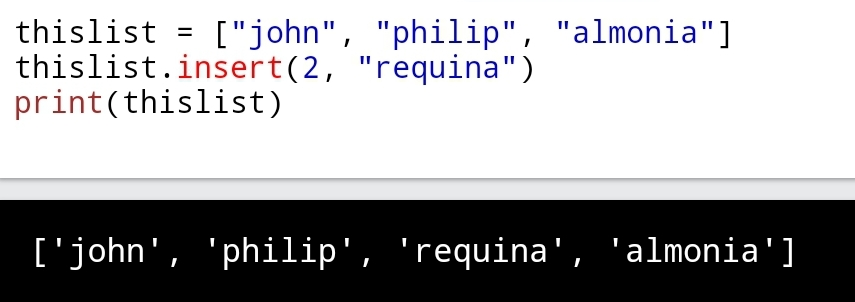 thislist = ["john", "philip", "almonia"]
thislist.insert(2, "requina")
print(thislist)
['john', 'philip', 'requina', 'almonia']